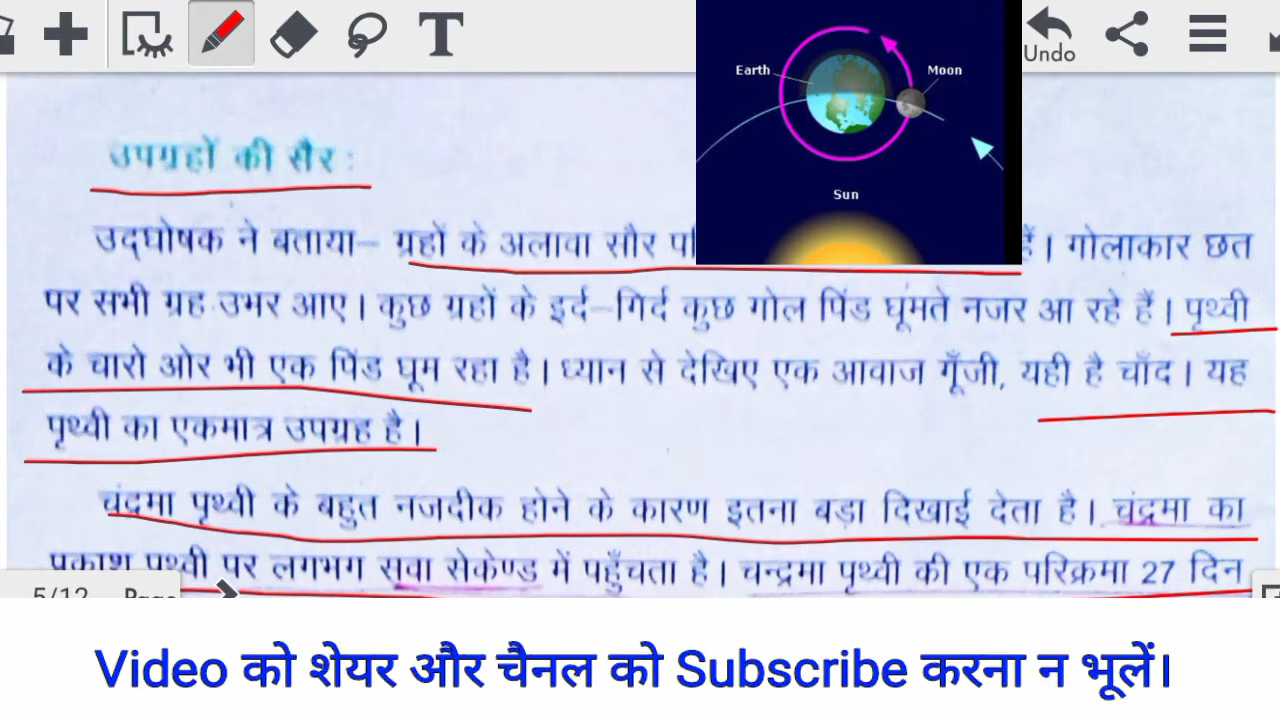 T
Undo
Earth
Moon
Sun
उपग्रहों की सैर :
उद्घोषक ने बताया– ग्रहों के अलावा सौर हैं। गोलाकार छत
पर सभी ग्रह उभर आए। कुछ ग्रहों के इर्द–गिर्द कुछ गोल पिंड घूमते नजर आ रहे हैं। पृथ्वी
के चारो ओर भी एक पिंड घूम रहा है। ध्यान से देखिए एक आवाज गूँजी, यही है चाँद। यह
पृथ्वी का एकमात्र उपग्रह है।
चंद्रमा पृथ्वी के बहुत नजदीक होने के कारण इतना बड़ा दिखाई देता है। चंद्रमा का
प्रकाश पृथ्वी पर लगभग सवा सेकेण्ड में पहुँचता है। चन्द्रमा पृथ्वी की एक परिक्रमा 27 दिन
5/12 Page
Video को शेयर और चैनल को Subscribe करना न भूलें।